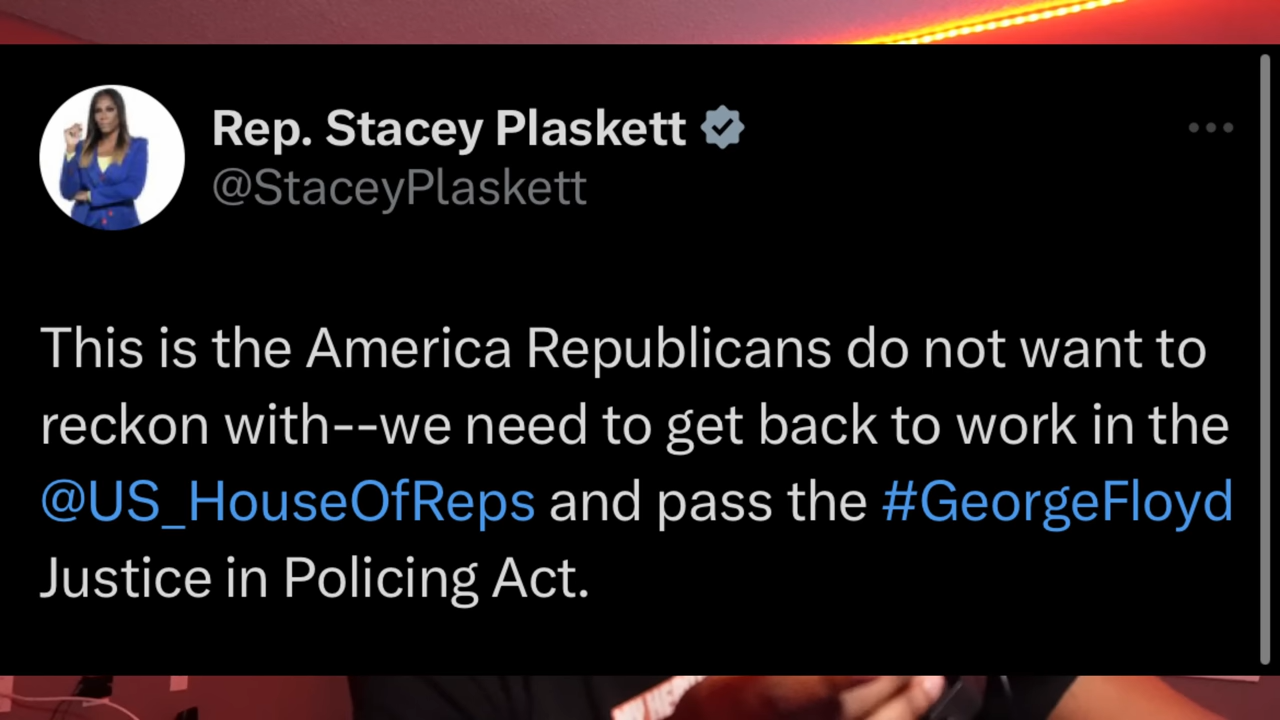 Rep. Stacey Plaskett
@StaceyPlaskett
This is the America Republicans do not want to
reckon with--we need to get back to work in the
@US_HouseOfReps and pass the #GeorgeFloyd
Justice in Policing Act.